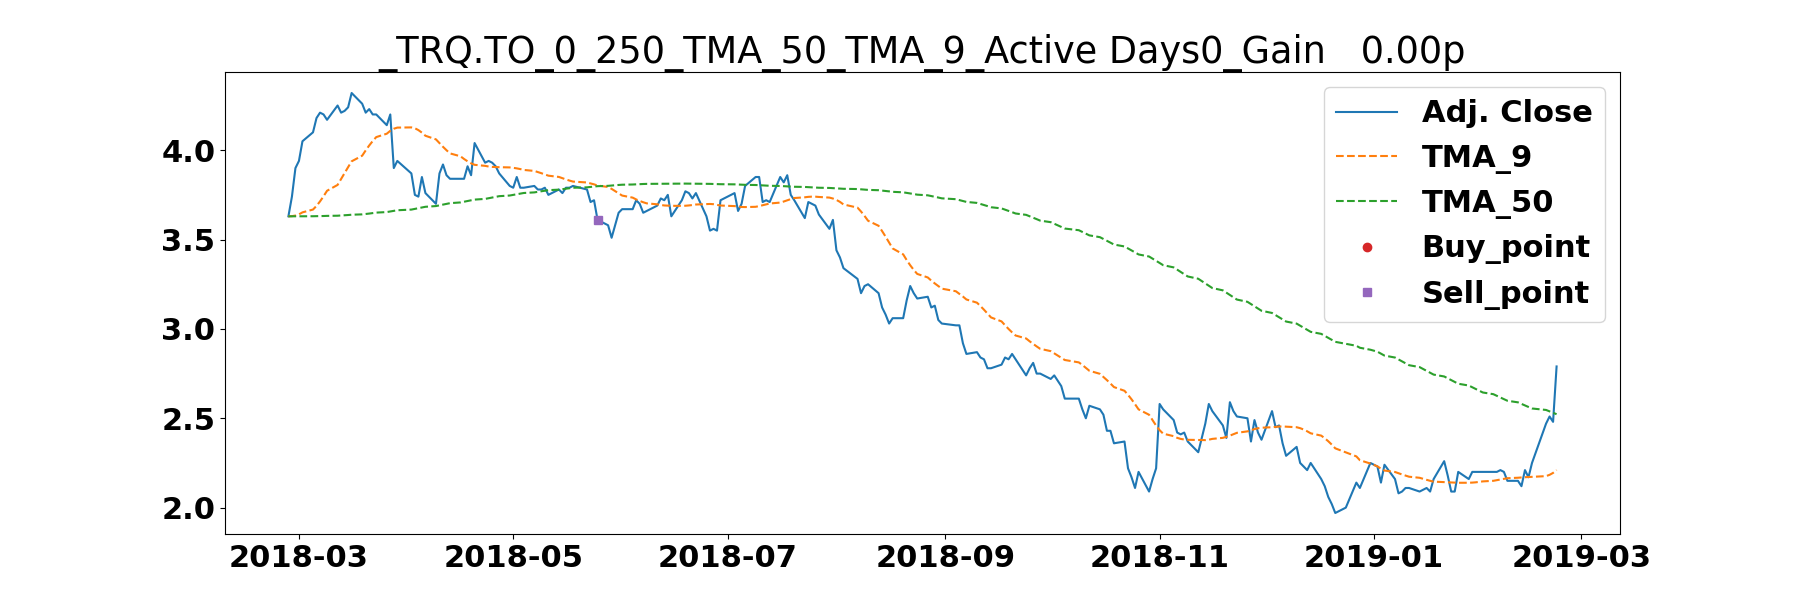 _TRQ.TO_0_250_TMA_50_TMA_9_Active Days0_Gain   0.00p
Adj. Close
TMA_9
TMA_50
Buy_point
Sell_point
4.0
3.5
3.0
2.5
2.0
2018-03 2018-05 2018-07 2018-09 2018-11 2019-01 2019-03